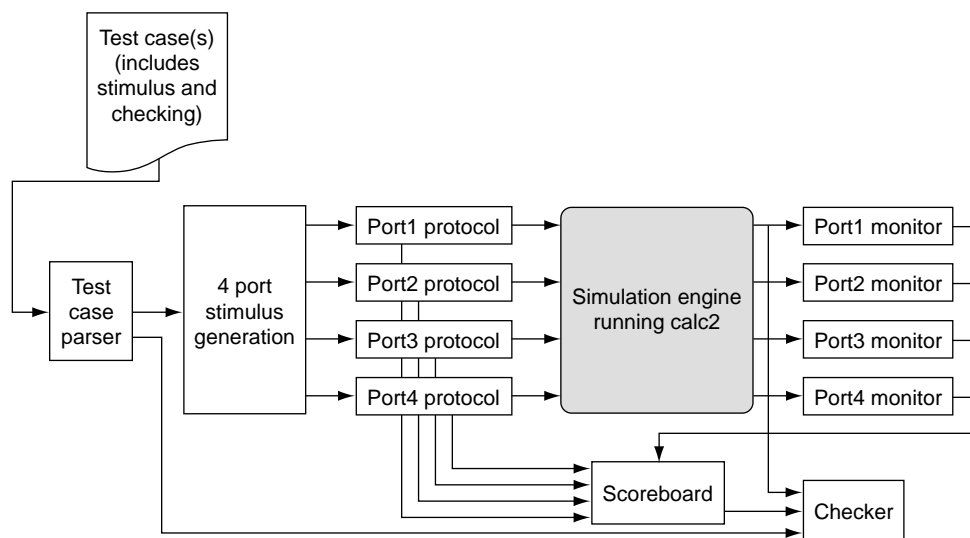 Test case(s)
(includes
stimulus and
checking)
Test
case
parser
4 port
stimulus
generation
Port1 protocol
Port2 protocol
Port3 protocol
Port4 protocol
Simulation engine
running calc2
Port1 monitor
Port2 monitor
Port3 monitor
Port4 monitor
Scoreboard
Checker